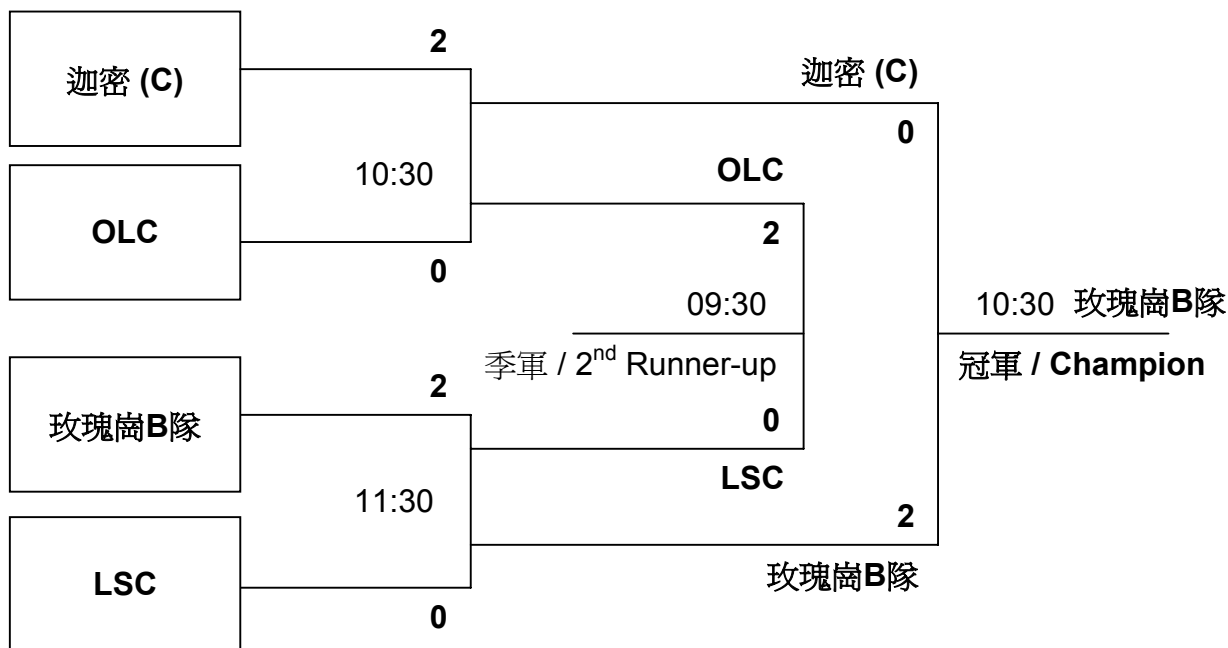 2
迦密 (C)
迦密 (C)
0
10:30
OLC
OLC
2
0
09:30
10:30 玫瑰崗B隊
季軍 / 2nd Runner-up
冠軍 / Champion
2
玫瑰崗B隊
0
LSC
11:30
2
LSC
玫瑰崗B隊
0